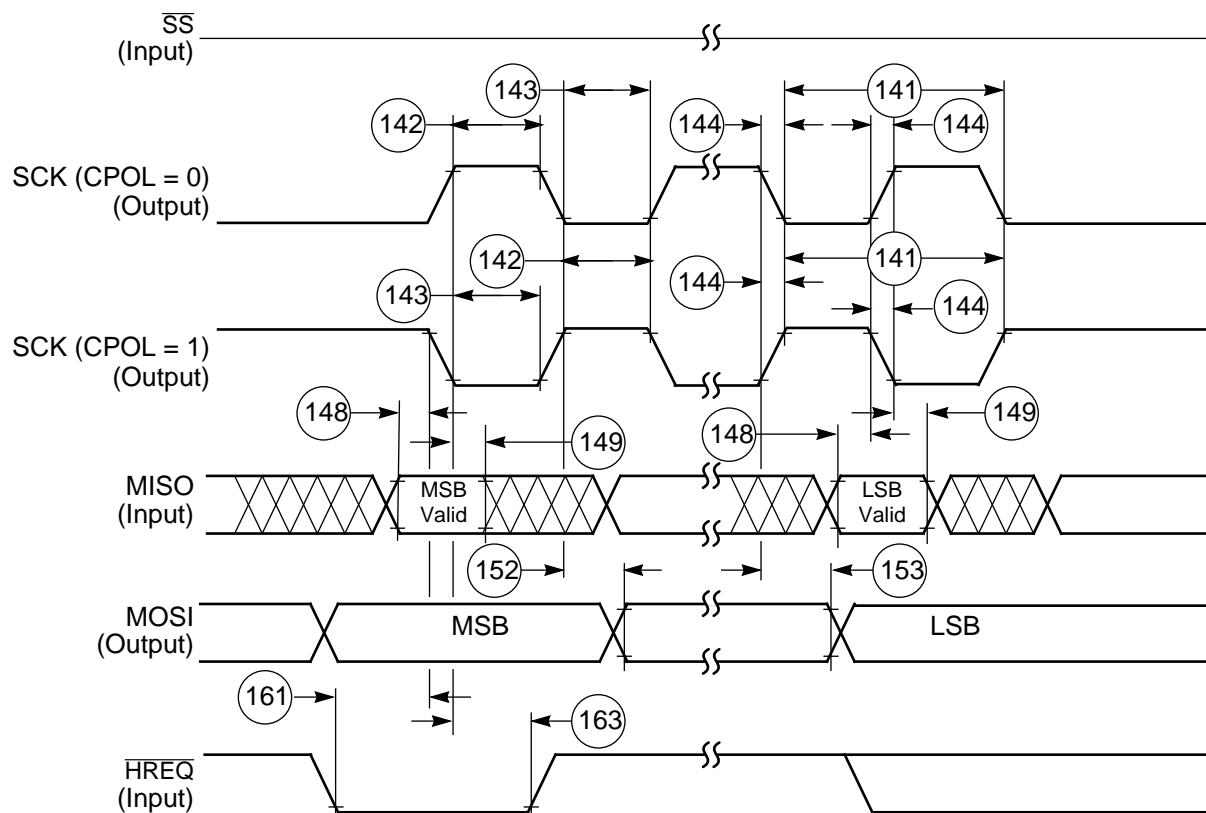 SS
(Input)
143
141
142
144
144
SCK (CPOL = 0)
(Output)
142
141
143
144
144
SCK (CPOL = 1)
(Output)
148
149
148
149
MISO
(Input)
MSB
Valid
LSB
Valid
152
153
MOSI
(Output)
MSB
LSB
161
163
HREQ
(Input)